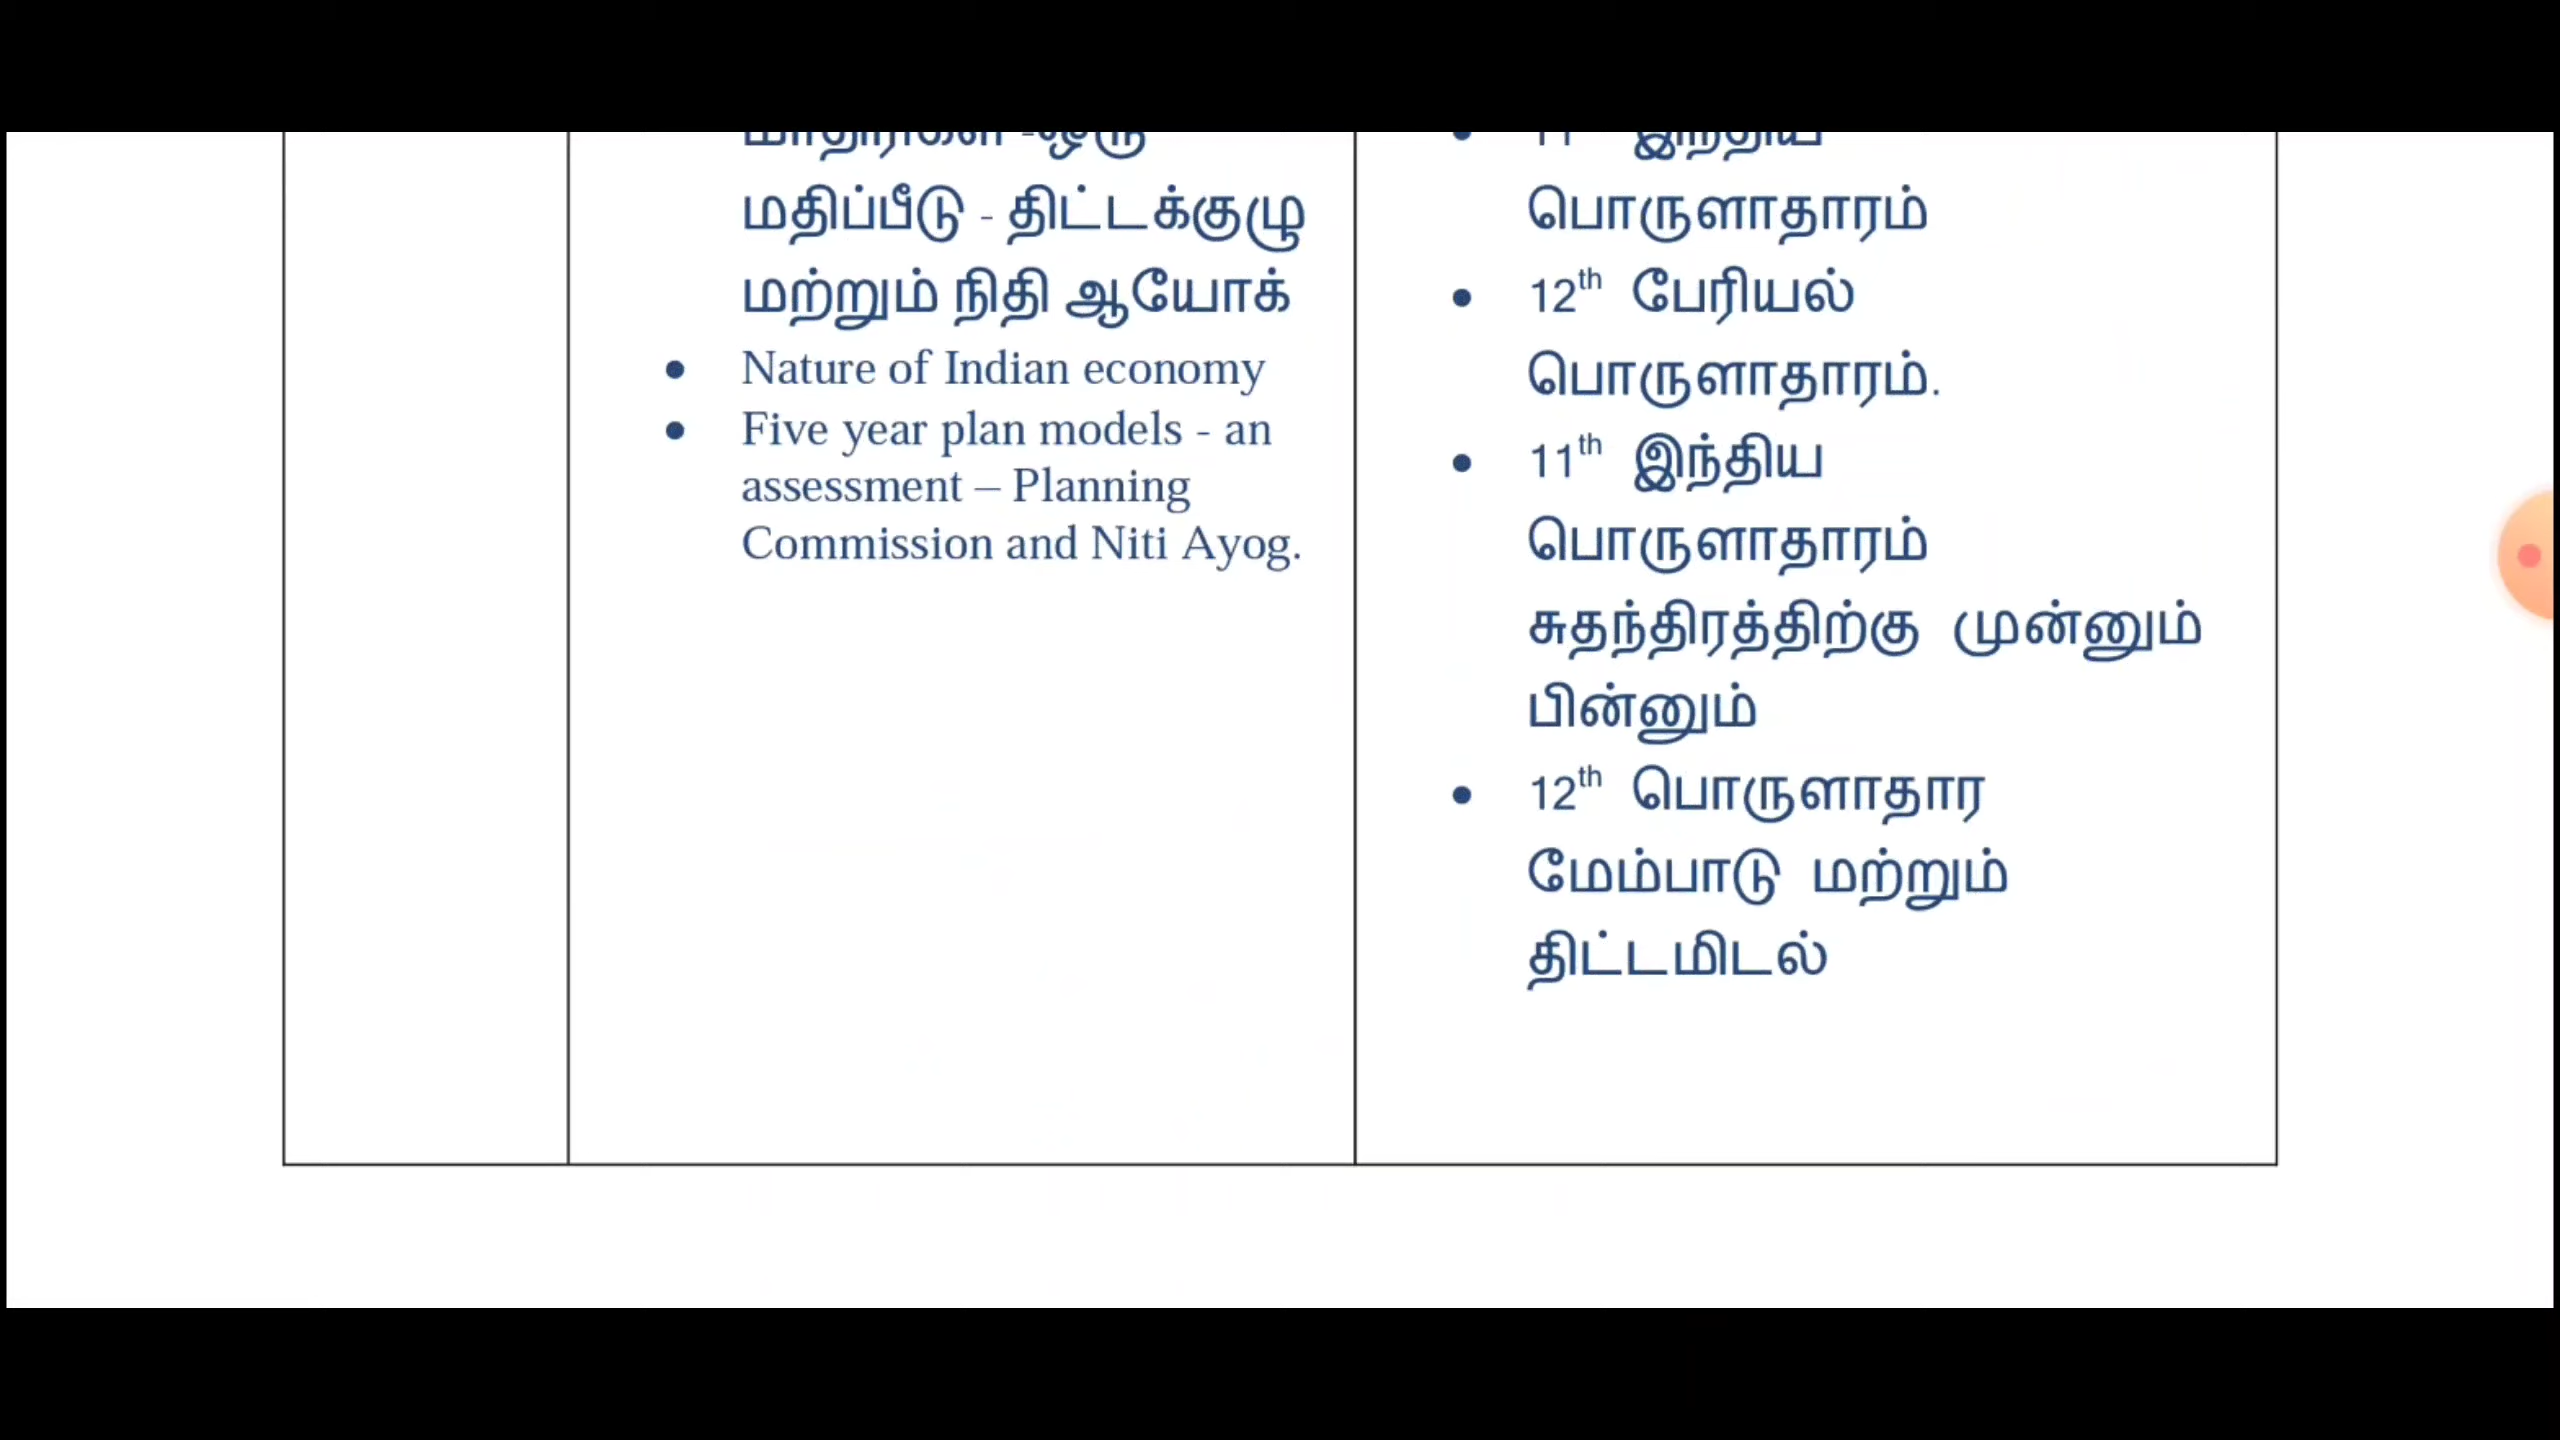 மதிப்பீடு - திட்டக்குழு
மற்றும் நிதி ஆயோக்
● Nature of Indian economy
● Five year plan models - an
assessment – Planning
Commission and Niti Ayog.
இந்திய
பொருளாதாரம்
● 12th பேரியல்
பொருளாதாரம்.
● 11th இந்திய
பொருளாதாரம்
சுதந்திரத்திற்கு முன்னும்
பின்னும்
● 12th பொருளாதார
மேம்பாடு மற்றும்
திட்டமிடல்